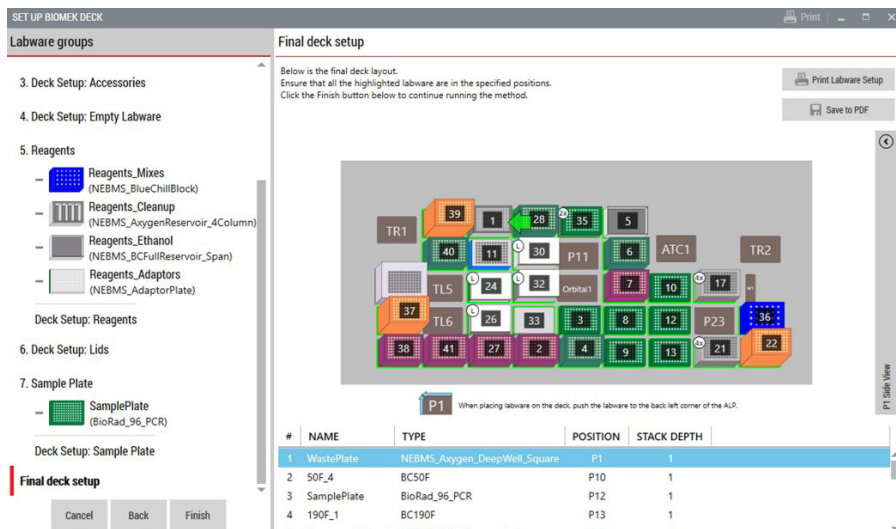 SET UP BIOMEK DECK
Print
Labware groups
3. Deck Setup: Accessories
4. Deck Setup: Empty Labware
5. Reagents
Reagents_Mixes
(NEBMS_BlueChillBlock)
Reagents_Cleanup
(NEBMS_AxygenReservoir_4Column)
Reagents_Ethanol
(NEBMS_BCFullReservoir_Span)
Reagents_Adaptors
(NEBMS_AdaptorPlate)
Deck Setup: Reagents
6. Deck Setup: Lids
7. Sample Plate
SamplePlate
(BioRad_96_PCR)
Deck Setup: Sample Plate
Final deck setup
Cancel Back Finish
Final deck setup
Below is the final deck layout.
Ensure that all the highlighted labware are in the specified positions.
Click the Finish button below to continue running the method.
Print Labware Setup
Save to PDF
TR1 39 1 28 2x 35 5
40 11 L 30 P11 6 ATC1 TR2
TL5 L 24 L 32 Orbital1 7 10 4x 17
37 TL6 L 26 33 3 8 12 P23 36
38 41 27 2 4 9 13 4x 21 22
P1 Side View
P1 When placing labware on the deck, push the labware to the back left corner of the ALP.
# NAME TYPE POSITION STACK DEPTH
1 WastePlate NEBMS_Axygen_DeepWell_Square P1 1
2 50F_4 BC50F P10 1
3 SamplePlate BioRad_96_PCR P12 1
4 190F_1 BC190F P13 1